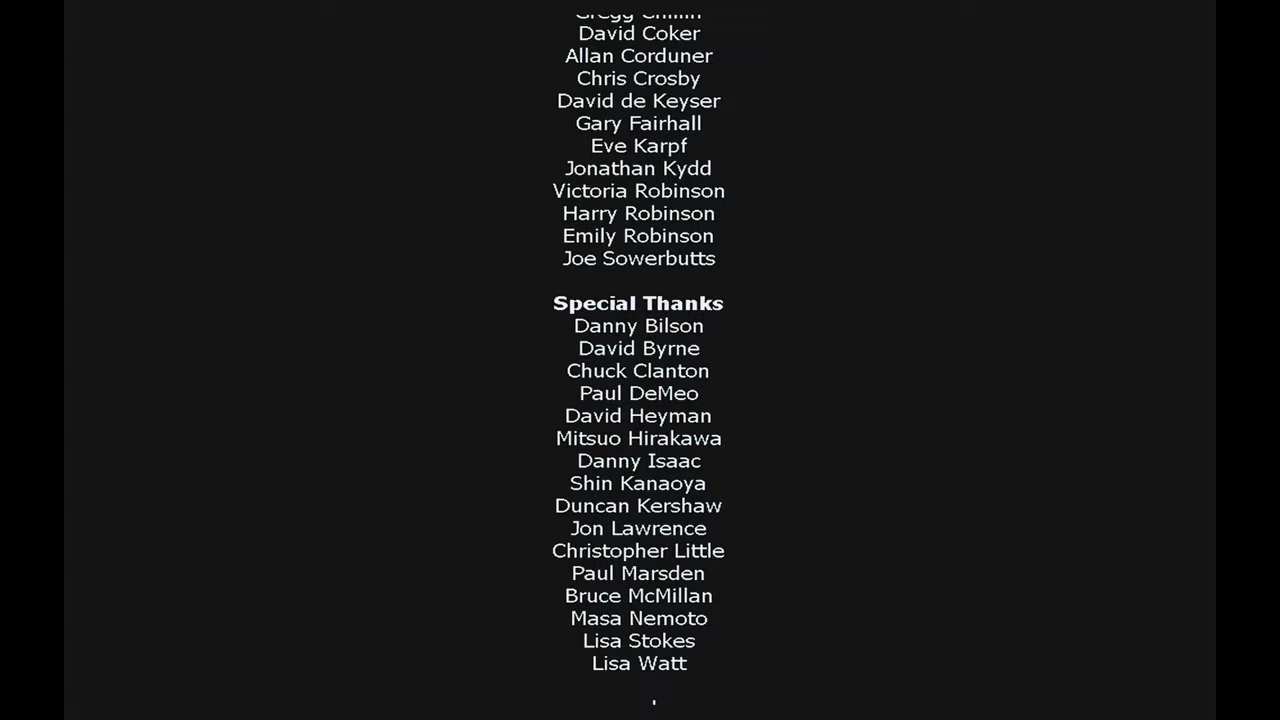 David Coker
Allan Corduner
Chris Crosby
David de Keyser
Gary Fairhall
Eve Karpf
Jonathan Kydd
Victoria Robinson
Harry Robinson
Emily Robinson
Joe Sowerbutts
Special Thanks
Danny Bilson
David Byrne
Chuck Clanton
Paul DeMeo
David Heyman
Mitsuo Hirakawa
Danny Isaac
Shin Kanaoya
Duncan Kershaw
Jon Lawrence
Christopher Little
Paul Marsden
Bruce McMillan
Masa Nemoto
Lisa Stokes
Lisa Watt